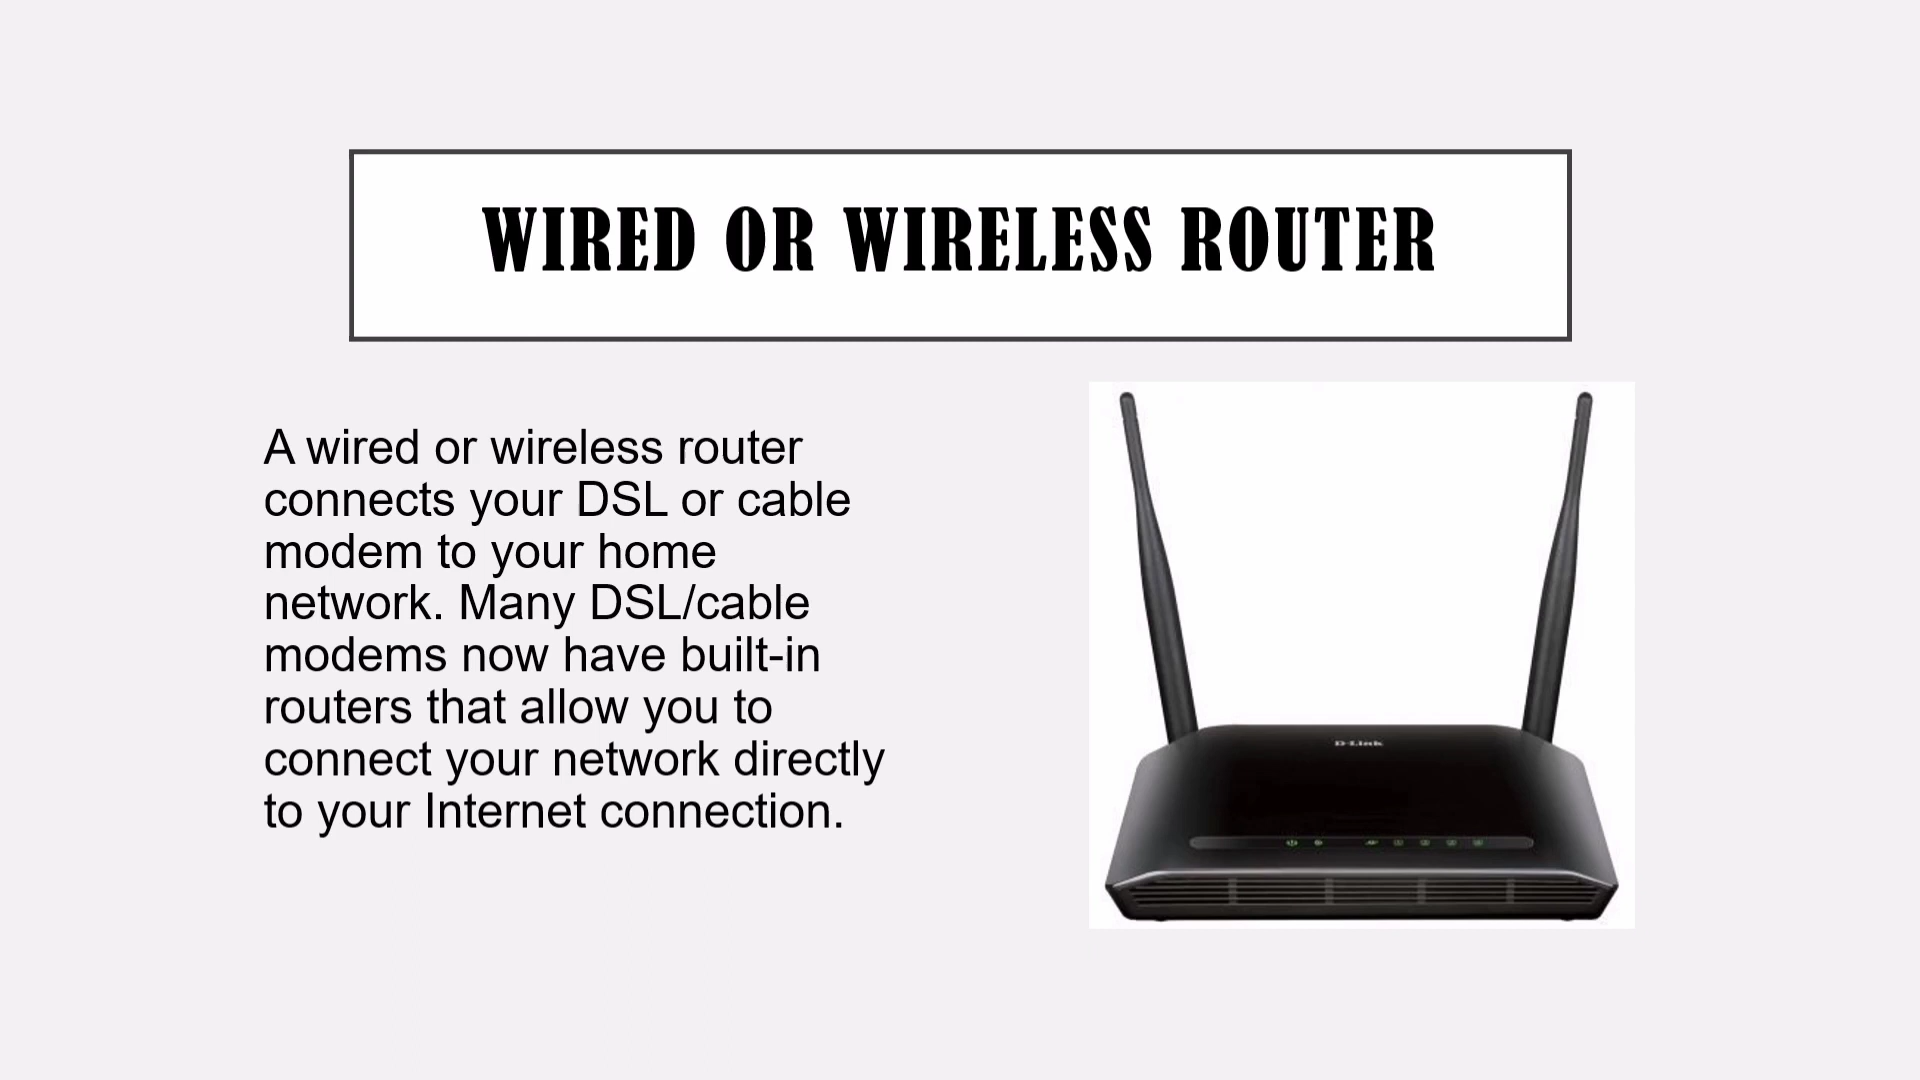 WIRED OR WIRELESS ROUTER
A wired or wireless router
connects your DSL or cable
modem to your home
network. Many DSL/cable
modems now have built-in
routers that allow you to
connect your network directly
to your Internet connection.
D-Link